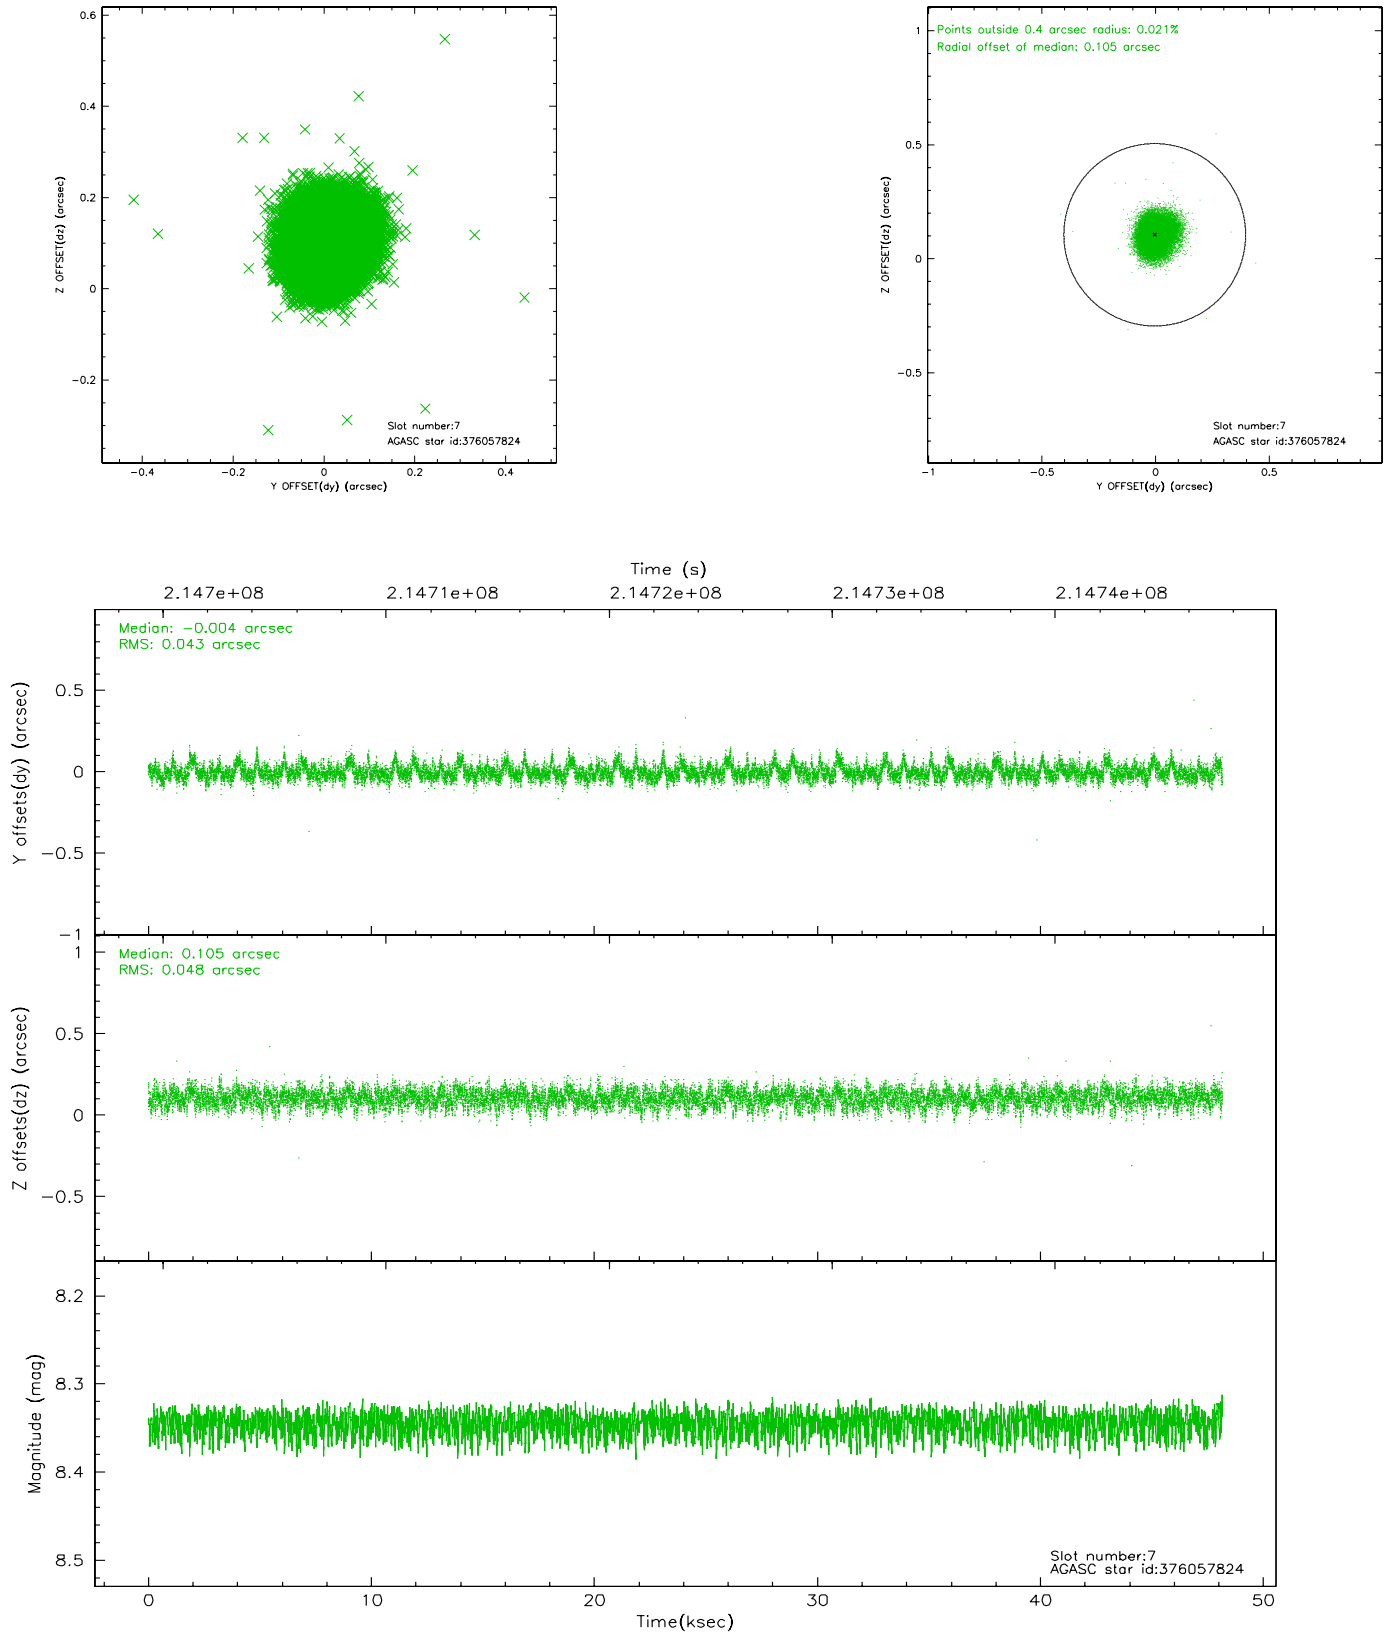 0.6
0.4
0.2
0
-0.2
-0.4
-0.2
0
0.2
0.4
Z OFFSET(dz) (arcsec)
Y OFFSET(dy) (arcsec)
Slot number:7
AGASC star id:376057824
Points outside 0.4 arcsec radius: 0.021%
Radial offset of median: 0.105 arcsec
1
0.5
0
-0.5
-1
-0.5
0
0.5
Z OFFSET(dz) (arcsec)
Y OFFSET(dy) (arcsec)
Slot number:7
AGASC star id:376057824
Time (s)
2.147e+08 2.1471e+08 2.1472e+08 2.1473e+08 2.1474e+08
Median: -0.004 arcsec
RMS: 0.043 arcsec
Y offsets(dy) (arcsec)
0.5
0
-0.5
-1
Median: 0.105 arcsec
RMS: 0.048 arcsec
Z offsets(dz) (arcsec)
1
0.5
0
-0.5
Magnitude (mag)
8.2
8.3
8.4
8.5
Slot number:7
AGASC star id:376057824
0 10 20 30 40 50
Time(ksec)